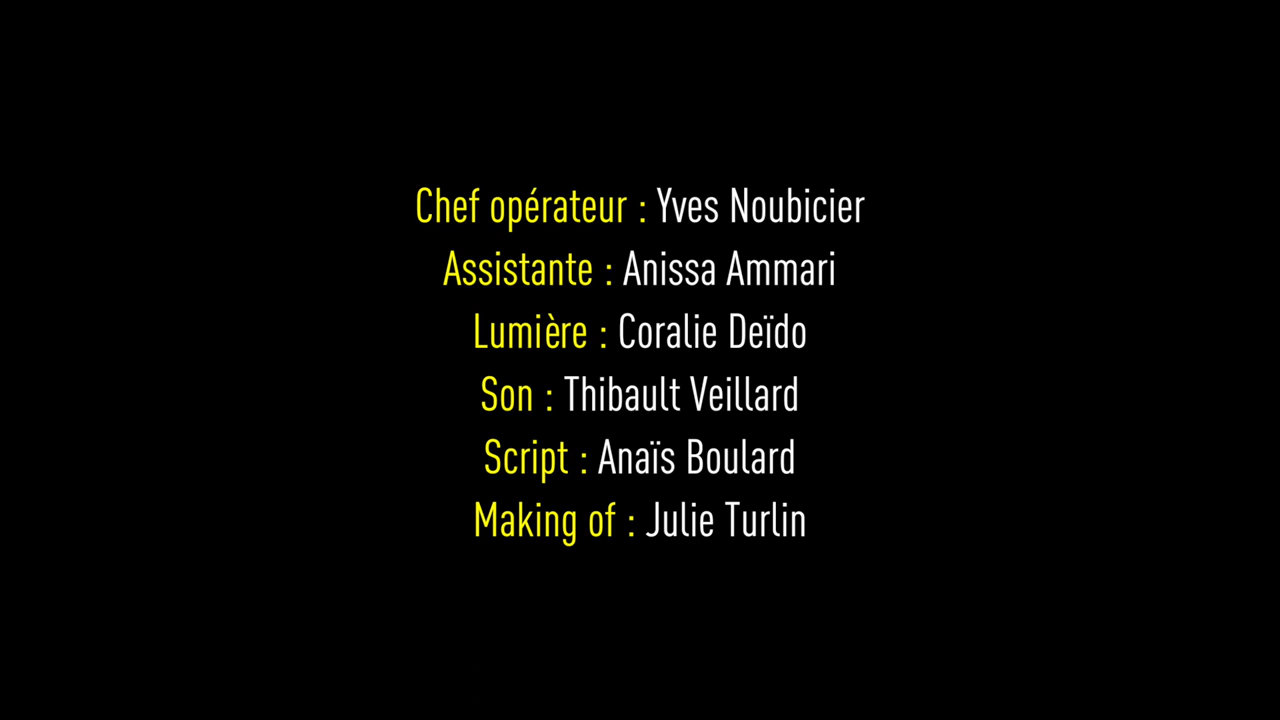 Chef opérateur : Yves Noubicier
Assistante : Anissa Ammari
Lumière : Coralie Deïdo
Son : Thibault Veillard
Script : Anaïs Boulard
Making of : Julie Turlin